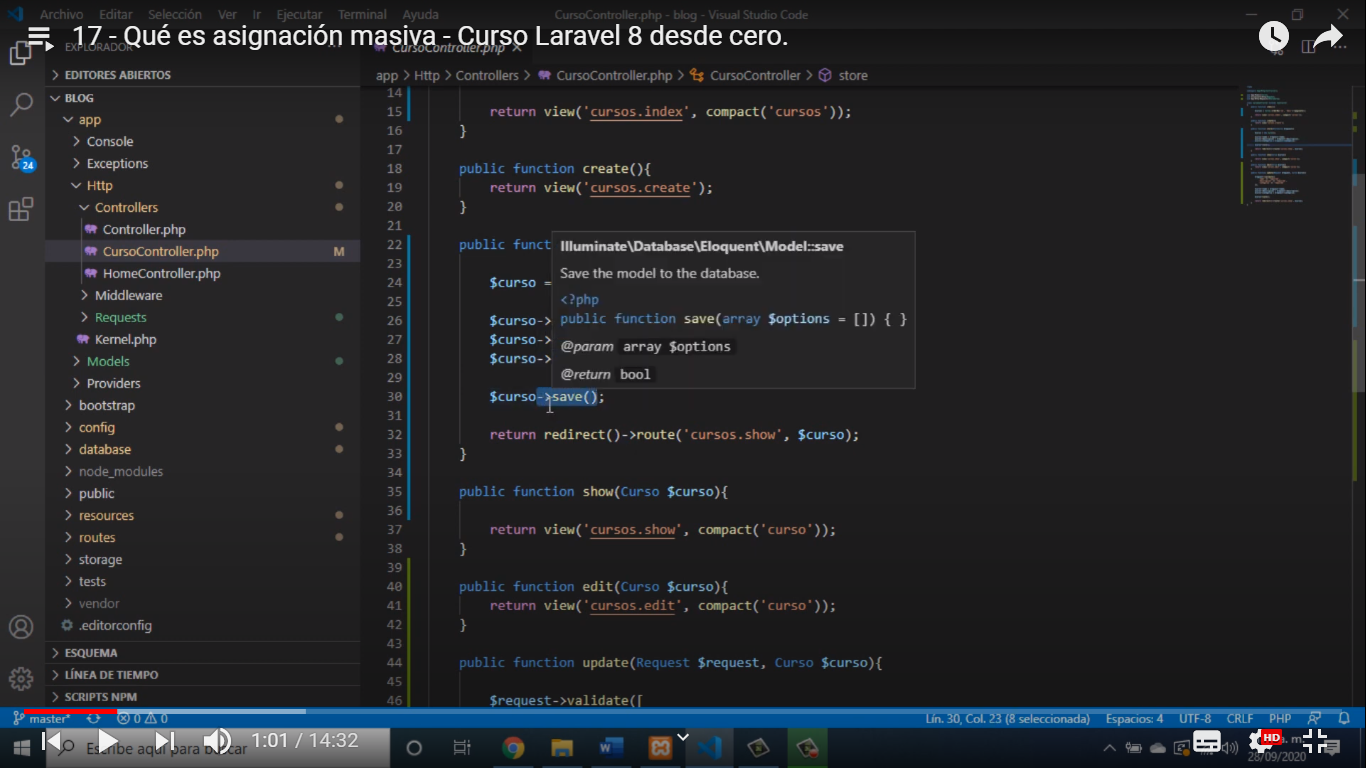 Archivo Editar Selección Ver Ir Ejecutar Terminal Ayuda CursoController.php - blog - Visual Studio Code
17 - Qué es asignación masiva - Curso Laravel 8 desde cero.
EXPLORADOR
CursoController.php
EDITORES ABIERTOS
app > Http > Controllers > CursoController.php > CursoController > store
BLOG
app
Console
Exceptions
Http
Controllers
Controller.php
CursoController.php M
HomeController.php
Middleware
Requests
Kernel.php
Models
Providers
bootstrap
config
database
node_modules
public
resources
routes
storage
tests
vendor
.editorconfig
ESQUEMA
LÍNEA DE TIEMPO
SCRIPTS NPM
24
14
15 return view('cursos.index', compact('cursos'));
16 }
17
18 public function create(){
19 return view('cursos.create');
20 }
21
22 public funct
23
24 $curso =
25
26 $curso->
27 $curso->
28 $curso->
29
30 $curso->save();
31
32 return redirect()->route('cursos.show', $curso);
33 }
34
35 public function show(Curso $curso){
36
37 return view('cursos.show', compact('curso'));
38 }
39
40 public function edit(Curso $curso){
41 return view('cursos.edit', compact('curso'));
42 }
43
44 public function update(Request $request, Curso $curso){
45
46 $request->validate([
Illuminate\Database\Eloquent\Model::save
Save the model to the database.
<?php
public function save(array $options = []) { }
@param array $options
@return bool
master* 0 0 Lín. 30, Col. 23 (8 seleccionada) Espacios: 4 UTF-8 CRLF PHP
Escribe aquí para buscar
1:01 / 14:32
HD
28/09/2020